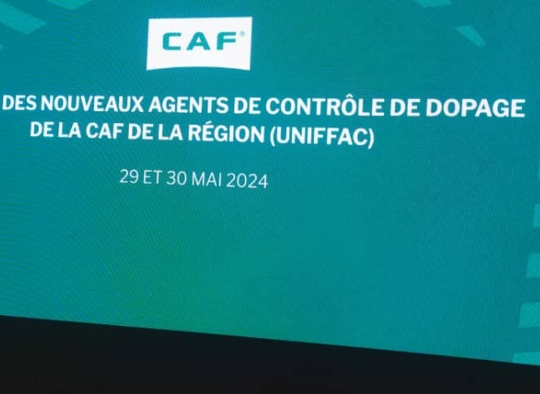 CAF®
DES NOUVEAUX AGENTS DE CONTRÔLE DE DOPAGE
DE LA CAF DE LA RÉGION (UNIFFAC)
29 ET 30 MAI 2024